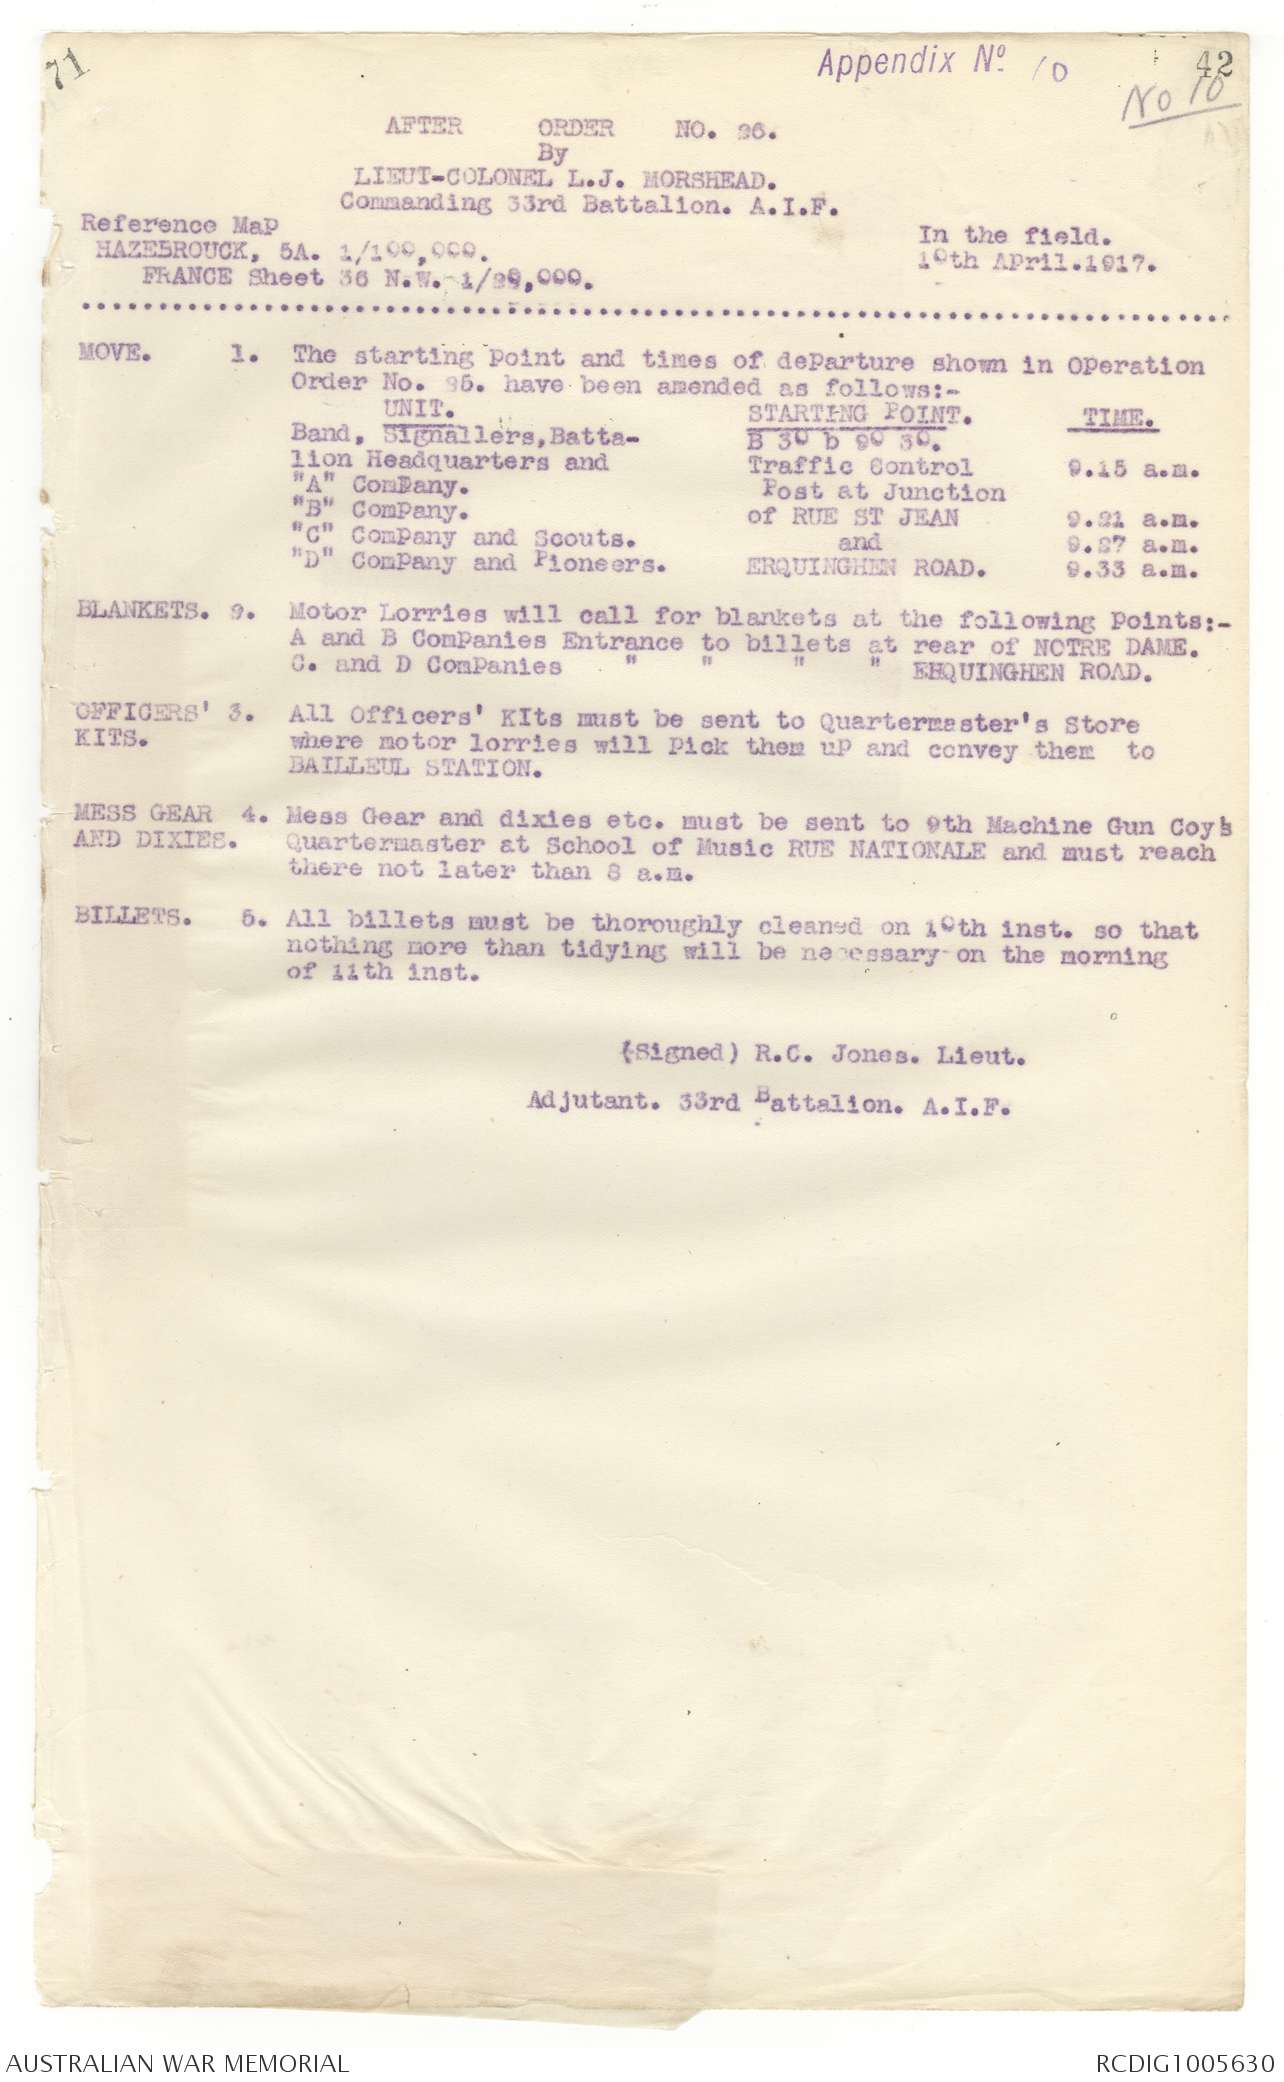 71
Appendix Nº 10
42
No 10
AFTER ORDER NO. 26.
By
LIEUT-COLONEL L.J. MORSHEAD.
Commanding 33rd Battalion. A.I.F.
Reference Map
HAZEBROUCK, 5A. 1/100,000.
FRANCE Sheet 36 N.W. 1/20,000.
In the field.
10th April.1917.
MOVE. 1. The starting point and times of departure shown in Operation
Order No. 25. have been amended as follows:-
UNIT. STARTING POINT. TIME.
Band, Signallers,Batta- B 30 b 90 30.
lion Headquarters and Traffic Control 9.15 a.m.
"A" Company. Post at Junction
"B" Company. of RUE ST JEAN 9.21 a.m.
"C" Company and Scouts. and 9.27 a.m.
"D" Company and Pioneers. ERQUINGHEN ROAD. 9.33 a.m.
BLANKETS. 2. Motor Lorries will call for blankets at the following Points:-
A and B Companies Entrance to billets at rear of NOTRE DAME.
C. and D Companies " " " " ERQUINGHEN ROAD.
OFFICERS' 3. All Officers' KIts must be sent to Quartermaster's Store
KITS. where motor lorries will pick them up and convey them to
BAILLEUL STATION.
MESS GEAR 4. Mess Gear and dixies etc. must be sent to 9th Machine Gun Coy's
AND DIXIES. Quartermaster at School of Music RUE NATIONALE and must reach
there not later than 8 a.m.
BILLETS. 5. All billets must be thoroughly cleaned on 10th inst. so that
nothing more than tidying will be necessary on the morning
of 11th inst.
(Signed) R.C. Jones. Lieut.
Adjutant. 33rd Battalion. A.I.F.
AUSTRALIAN WAR MEMORIAL
RCDIG1005630